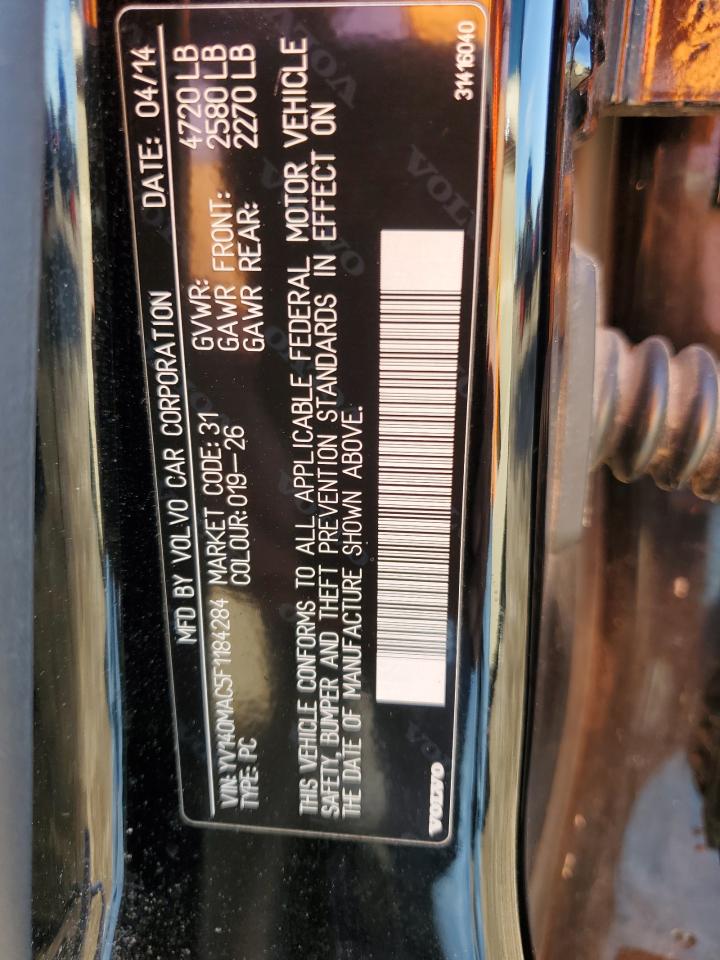 MFD BY VOLVO CAR CORPORATION DATE: 04/14
VIN: YV140MAC5F1184284 MARKET CODE: 31 GVWR: 4720 LB
TYPE: PC COLOUR: 019-26 GAWR FRONT: 2580 LB
GAWR REAR: 2270 LB
THIS VEHICLE CONFORMS TO ALL APPLICABLE FEDERAL MOTOR VEHICLE
SAFETY, BUMPER AND THEFT PREVENTION STANDARDS IN EFFECT ON
THE DATE OF MANUFACTURE SHOWN ABOVE.
VOLVO 31416040